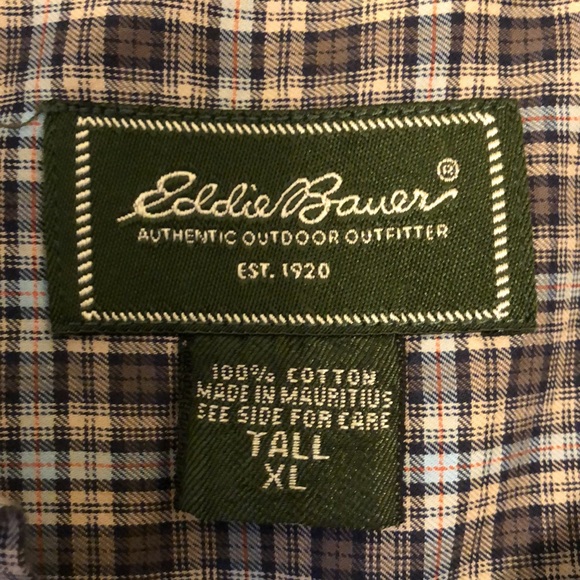 Eddie Bauer®
AUTHENTIC OUTDOOR OUTFITTER
EST. 1920
100% COTTON
MADE IN MAURITIUS
SEE SIDE FOR CARE
TALL
XL